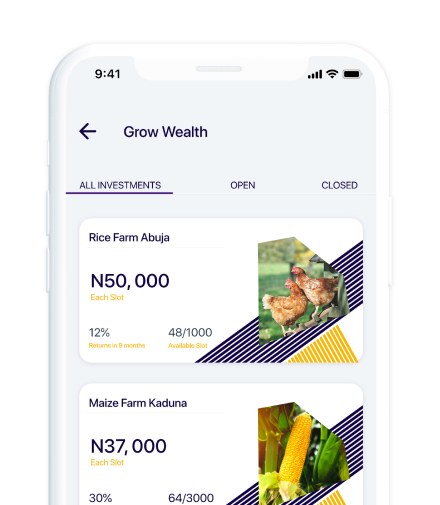 9:41
Grow Wealth
ALL INVESTMENTS OPEN CLOSED
Rice Farm Abuja
N50, 000
Each Slot
12% 48/1000
Returns in 9 months Available Slot
Maize Farm Kaduna
N37, 000
Each Slot
30% 64/3000